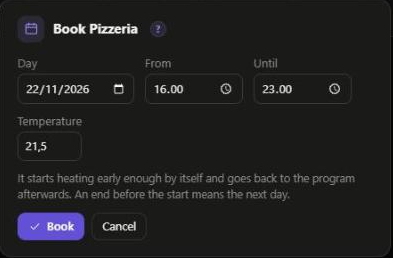 Book Pizzeria ?
Day From Until
22/11/2026 16.00 23.00
Temperature
21,5
It starts heating early enough by itself and goes back to the program
afterwards. An end before the start means the next day.
Book Cancel